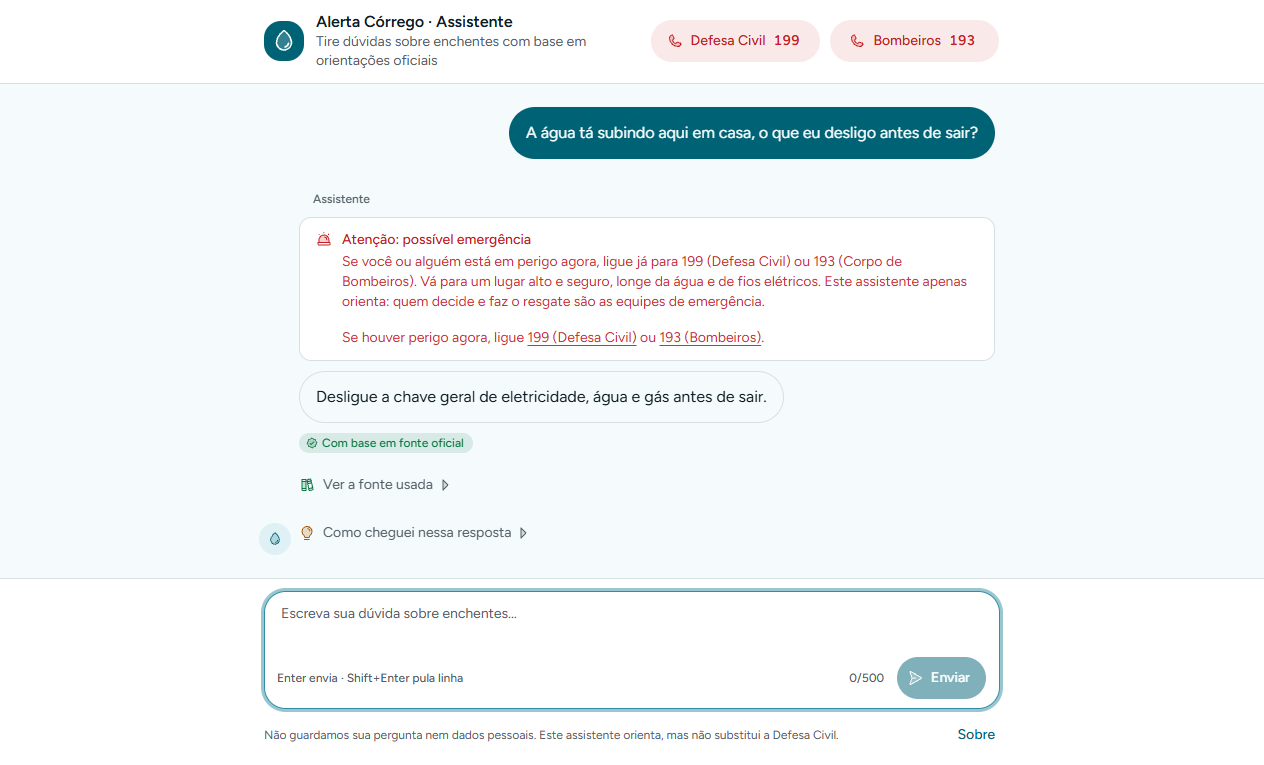 Alerta Córrego · Assistente
Tire dúvidas sobre enchentes com base em
orientações oficiais
Defesa Civil 199
Bombeiros 193
A água tá subindo aqui em casa, o que eu desligo antes de sair?
Assistente
Atenção: possível emergência
Se você ou alguém está em perigo agora, ligue já para 199 (Defesa Civil) ou 193 (Corpo de
Bombeiros). Vá para um lugar alto e seguro, longe da água e de fios elétricos. Este assistente apenas
orienta: quem decide e faz o resgate são as equipes de emergência.
Se houver perigo agora, ligue 199 (Defesa Civil) ou 193 (Bombeiros).
Desligue a chave geral de eletricidade, água e gás antes de sair.
Com base em fonte oficial
Ver a fonte usada
Como cheguei nessa resposta
Escreva sua dúvida sobre enchentes...
Enter envia · Shift+Enter pula linha
0/500
Enviar
Não guardamos sua pergunta nem dados pessoais. Este assistente orienta, mas não substitui a Defesa Civil.
Sobre